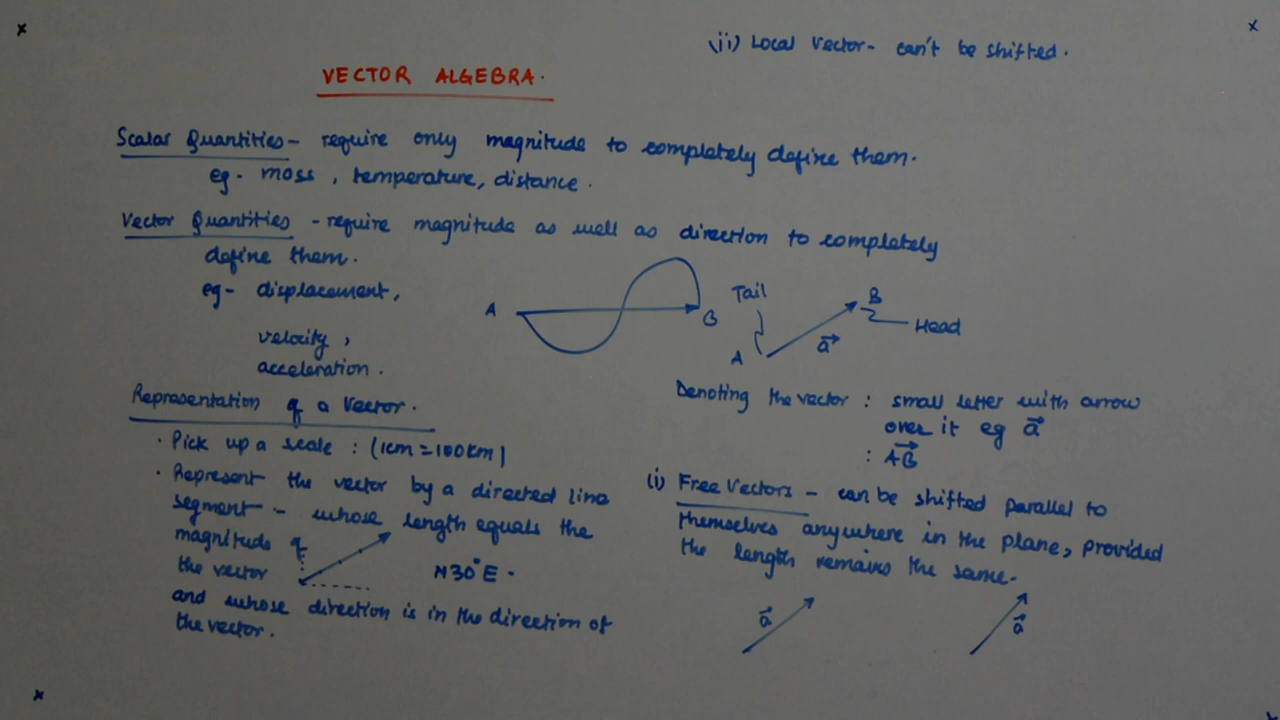 VECTOR ALGEBRA.
Scalar Quantities - require only magnitude to completely define them.
eg. mass, temperature, distance.
Vector Quantities - require magnitude as well as direction to completely
define them.
eg - displacement,
velocity,
acceleration.
A
B
Representation of a Vector.
· Pick up a scale : (1cm = 100km)
· Represent the vector by a directed line
segment - whose length equals the
magnitude of
the vector
N30°E.
and whose direction is in the direction of
the vector.
(ii) Local Vector - can't be shifted.
Tail
B
Head
A
a⃗
Denoting the vector : small letter with arrow
over it eg a⃗
: AB⃗
(i) Free Vectors - can be shifted parallel to
themselves anywhere in the plane, provided
the length remains the same.
a⃗
a⃗